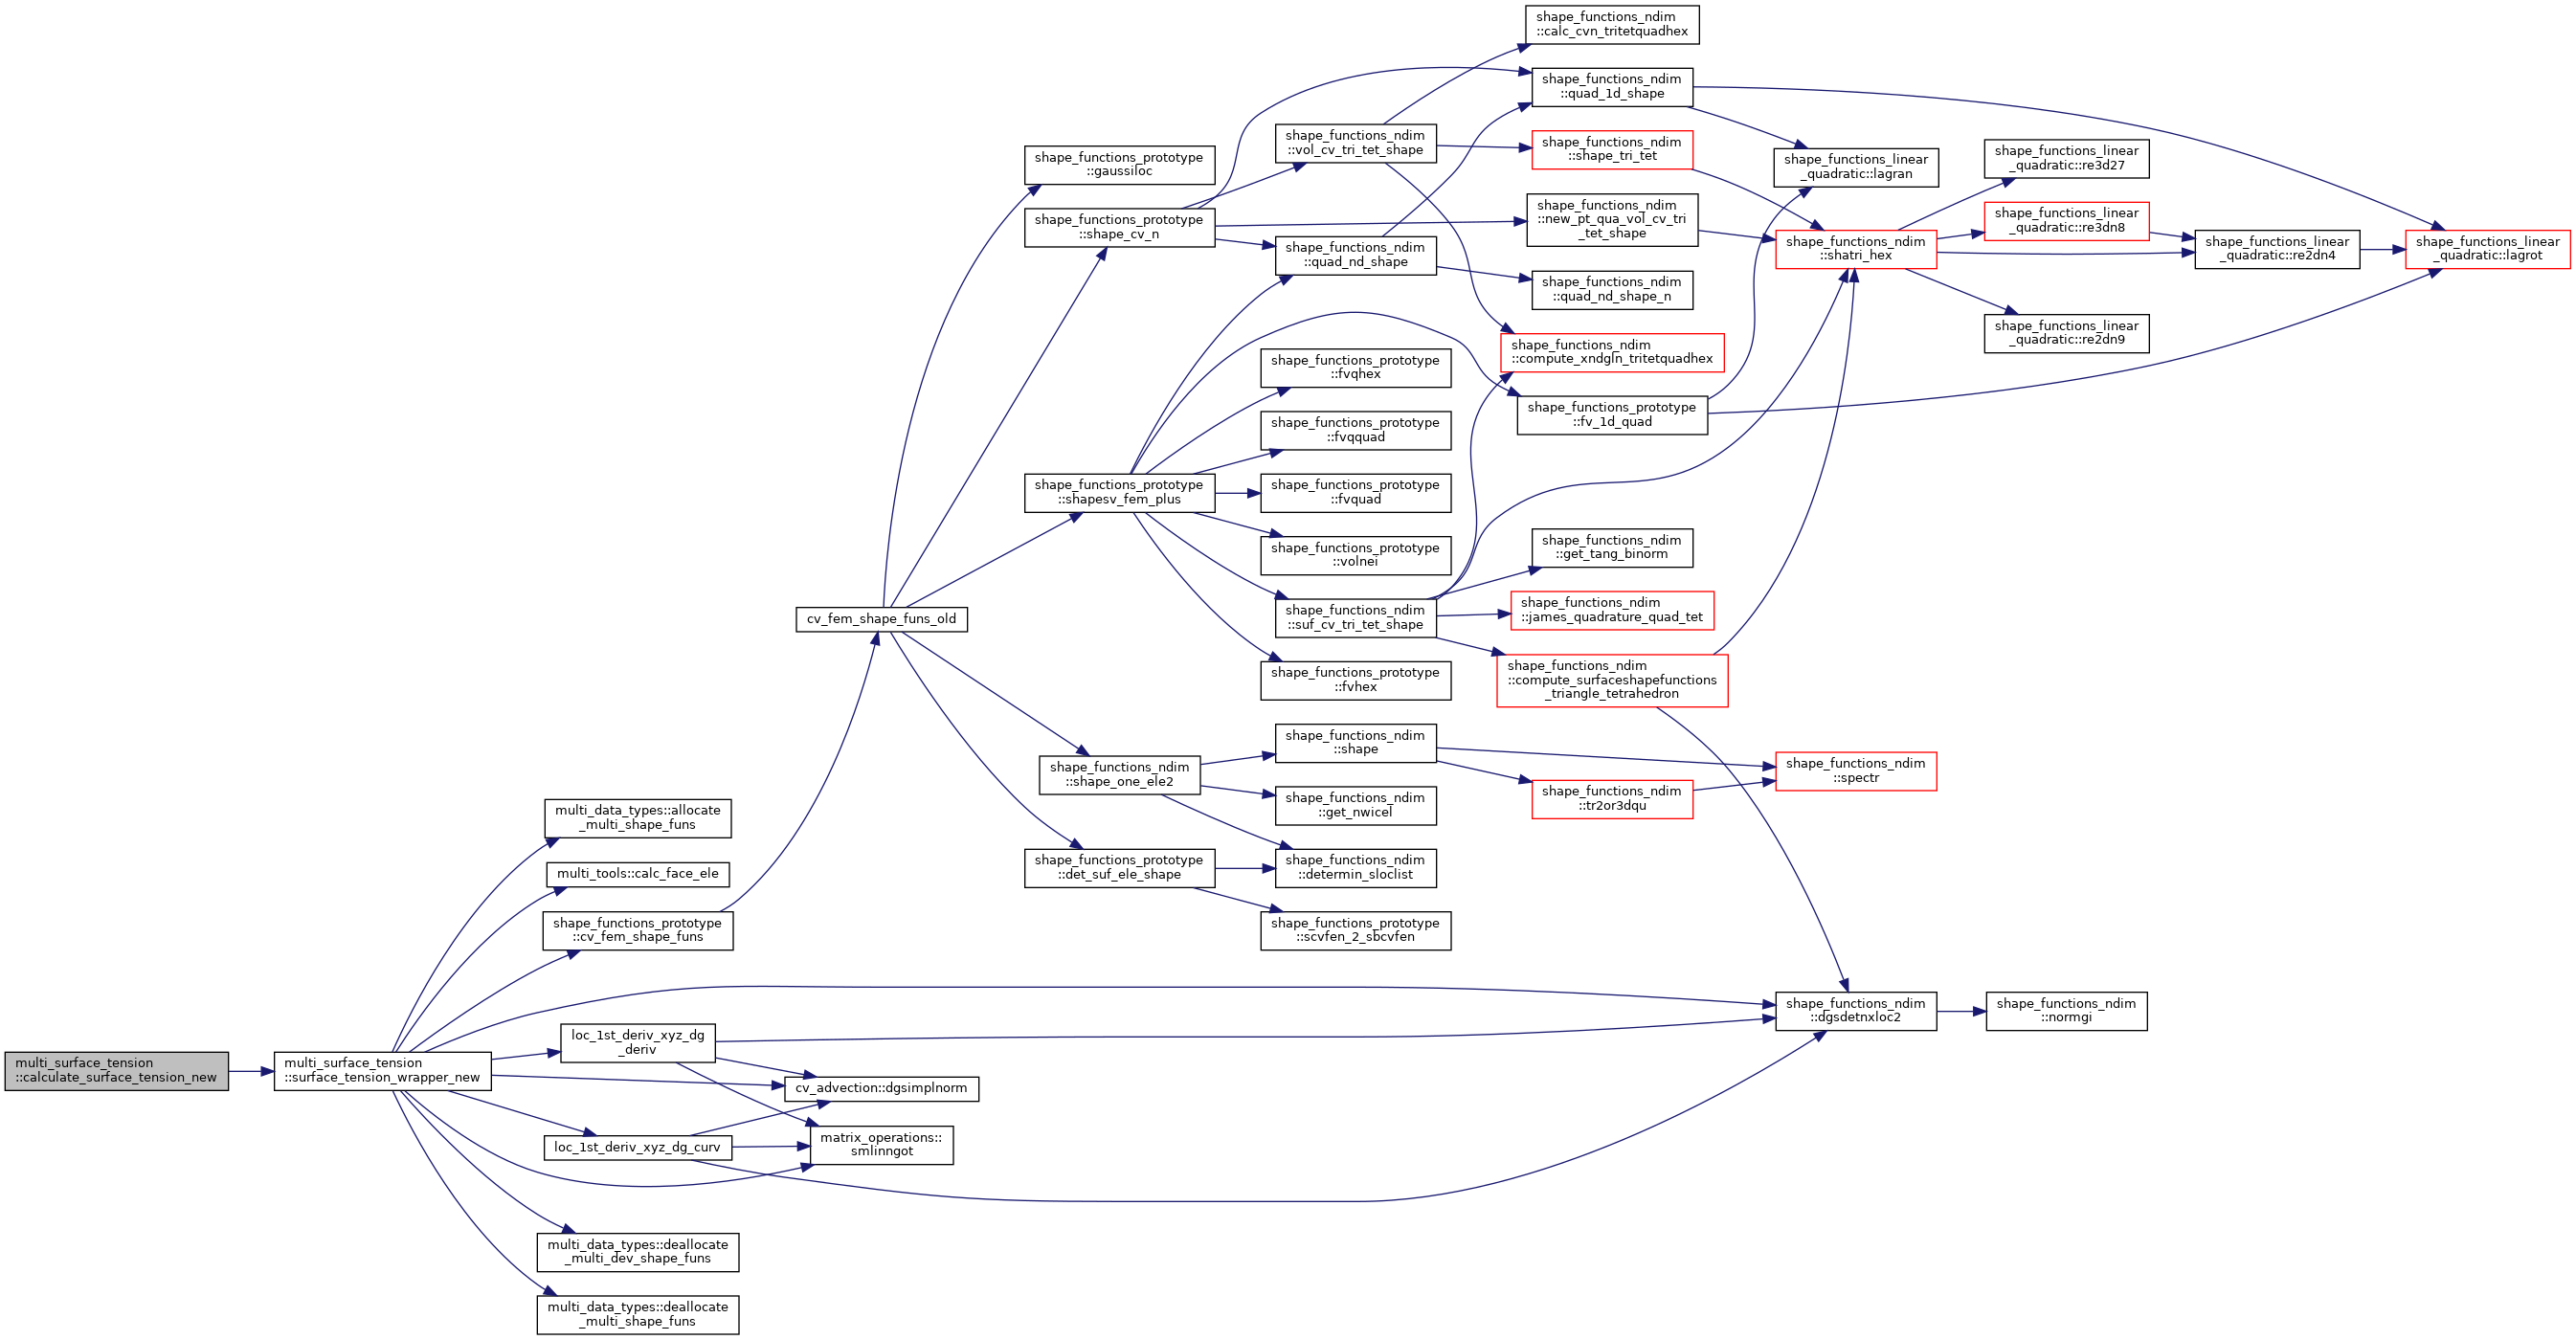 shape_functions_ndim
::calc_cvn_tritetquadhex
shape_functions_ndim
::quad_1d_shape
shape_functions_ndim
::vol_cv_tri_tet_shape
shape_functions_ndim
::shape_tri_tet
shape_functions_linear
_quadratic::lagran
shape_functions_linear
_quadratic::re3d27
shape_functions_prototype
::gaussiloc
shape_functions_prototype
::shape_cv_n
shape_functions_ndim
::new_pt_qua_vol_cv_tri
_tet_shape
shape_functions_linear
_quadratic::re3dn8
shape_functions_ndim
::quad_nd_shape
shape_functions_ndim
::shatri_hex
shape_functions_linear
_quadratic::re2dn4
shape_functions_linear
_quadratic::lagrot
shape_functions_ndim
::quad_nd_shape_n
shape_functions_linear
_quadratic::re2dn9
shape_functions_ndim
::compute_xndgln_tritetquadhex
shape_functions_prototype
::fvqhex
shape_functions_prototype
::fv_1d_quad
shape_functions_prototype
::fvqquad
shape_functions_prototype
::shapesv_fem_plus
shape_functions_prototype
::fvquad
shape_functions_prototype
::volnei
shape_functions_ndim
::get_tang_binorm
cv_fem_shape_funs_old
shape_functions_ndim
::suf_cv_tri_tet_shape
shape_functions_ndim
::james_quadrature_quad_tet
shape_functions_prototype
::fvhex
shape_functions_ndim
::compute_surfaceshapefunctions
_triangle_tetrahedron
shape_functions_ndim
::shape
shape_functions_ndim
::shape_one_ele2
shape_functions_ndim
::spectr
shape_functions_ndim
::tr2or3dqu
shape_functions_ndim
::get_nwicel
multi_data_types::allocate
_multi_shape_funs
shape_functions_prototype
::det_suf_ele_shape
shape_functions_ndim
::determin_sloclist
multi_tools::calc_face_ele
shape_functions_prototype
::cv_fem_shape_funs
shape_functions_prototype
::scvfen_2_sbcvfen
shape_functions_ndim
::dgsdetnxloc2
shape_functions_ndim
::normgi
loc_1st_deriv_xyz_dg
_deriv
multi_surface_tension
::calculate_surface_tension_new
multi_surface_tension
::surface_tension_wrapper_new
cv_advection::dgsimplnorm
loc_1st_deriv_xyz_dg_curv
matrix_operations::
smlinngot
multi_data_types::deallocate
_multi_dev_shape_funs
multi_data_types::deallocate
_multi_shape_funs